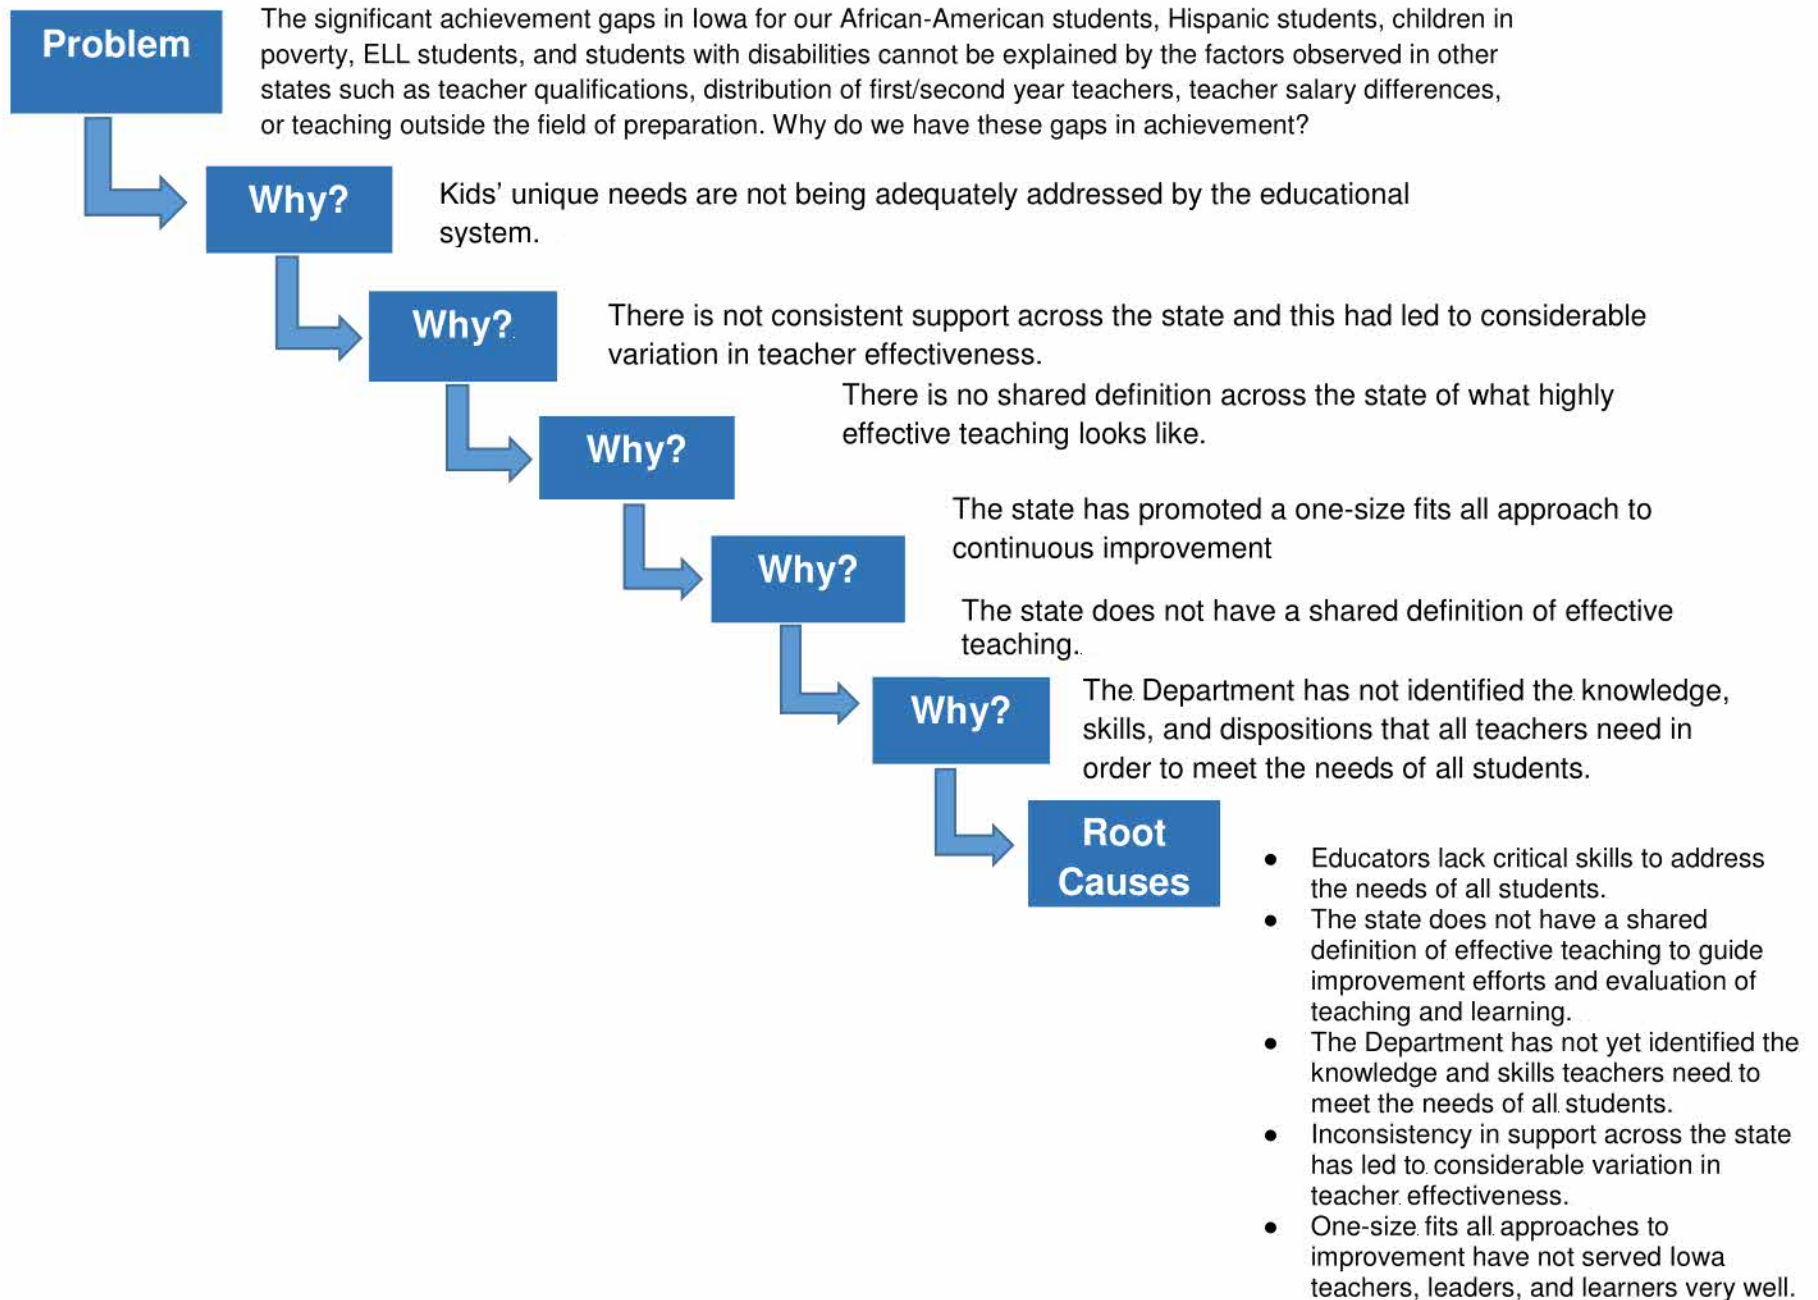 Problem
The significant achievement gaps in Iowa for our African-American students, Hispanic students, children in
poverty, ELL students, and students with disabilities cannot be explained by the factors observed in other
states such as teacher qualifications, distribution of first/second year teachers, teacher salary differences,
or teaching outside the field of preparation. Why do we have these gaps in achievement?
Why?
Kids’ unique needs are not being adequately addressed by the educational
system.
Why?
There is not consistent support across the state and this had led to considerable
variation in teacher effectiveness.
Why?
There is no shared definition across the state of what highly
effective teaching looks like.
Why?
The state has promoted a one-size fits all approach to
continuous improvement
The state does not have a shared definition of effective
teaching.
Why?
The Department has not identified the knowledge,
skills, and dispositions that all teachers need in
order to meet the needs of all students.
Root
Causes
● Educators lack critical skills to address
the needs of all students.
● The state does not have a shared
definition of effective teaching to guide
improvement efforts and evaluation of
teaching and learning.
● The Department has not yet identified the
knowledge and skills teachers need to
meet the needs of all students.
● Inconsistency in support across the state
has led to considerable variation in
teacher effectiveness.
● One-size fits all approaches to
improvement have not served Iowa
teachers, leaders, and learners very well.